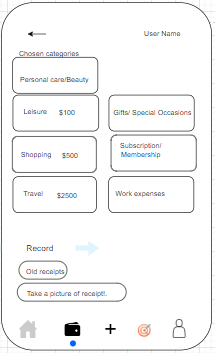 User Name
Chosen categories
Personal care/Beauty
Leisure $100
Gifts/ Special Occasions
Shopping $500
Subscription/
Membership
Travel $2500
Work expenses
Record
Old receipts
Take a picture of receipt!.